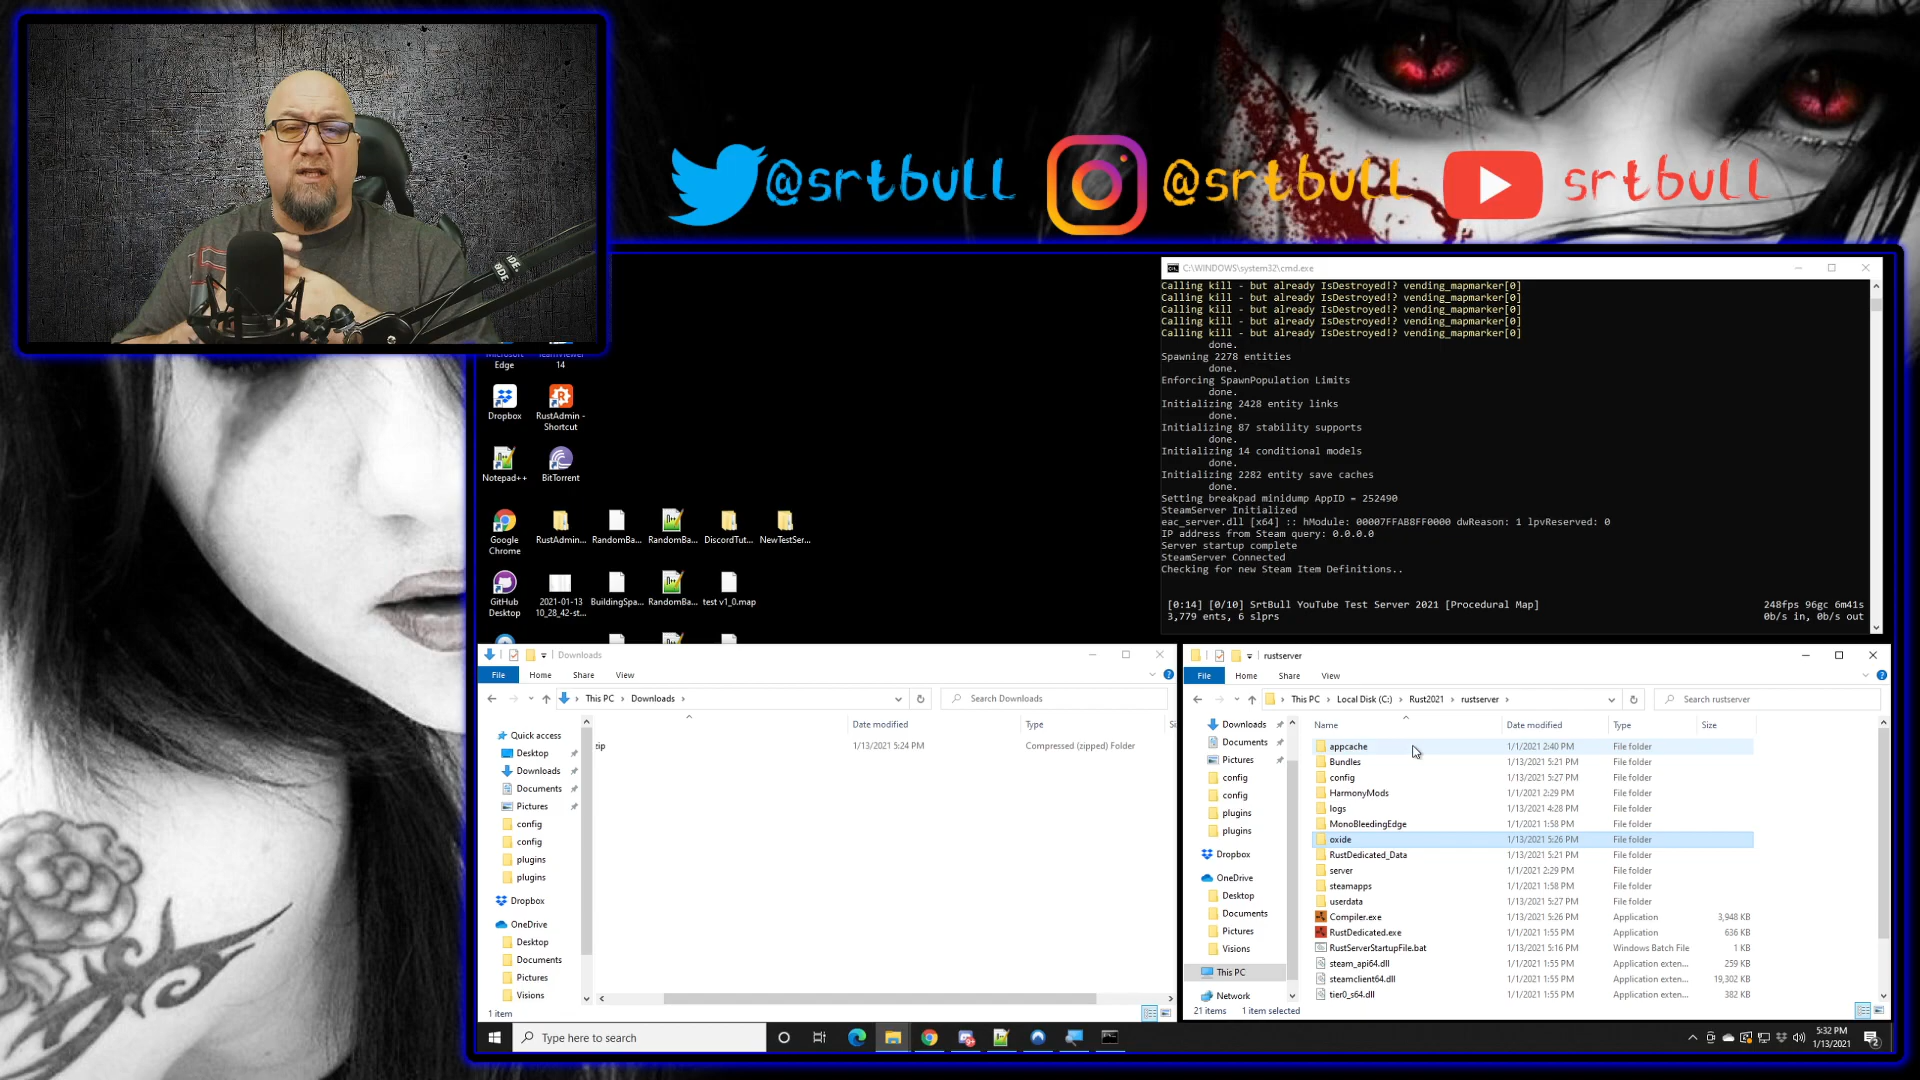 @srtbull
@srtbull
srtbull
C:\WINDOWS\system32\cmd.exe
Calling kill - but already IsDestroyed!? vending_mapmarker[0]
Calling kill - but already IsDestroyed!? vending_mapmarker[0]
Calling kill - but already IsDestroyed!? vending_mapmarker[0]
Calling kill - but already IsDestroyed!? vending_mapmarker[0]
Calling kill - but already IsDestroyed!? vending_mapmarker[0]
done.
Spawning 2278 entities
done.
Enforcing SpawnPopulation Limits
done.
Initializing 2428 entity links
done.
Initializing 87 stability supports
done.
Initializing 14 conditional models
done.
Initializing 2282 entity save caches
done.
Setting breakpad minidump AppID = 252490
SteamServer Initialized
eac_server.dll [x64] :: hModule: 00007FFAB8FF0000 dwReason: 1 lpvReserved: 0
IP address from Steam query: 0.0.0.0
Server startup complete
SteamServer Connected
Checking for new Steam Item Definitions..
[0:14] [0/10] SrtBull YouTube Test Server 2021 [Procedural Map]
248fps 96gc 6m41s
3,779 ents, 6 slprs
0b/s in, 0b/s out
Edge
14
Dropbox
RustAdmin -
Shortcut
Notepad++
BitTorrent
Google
Chrome
RustAdmin...
RandomBa...
RandomBa...
DiscordTut...
NewTestSer...
GitHub
Desktop
2021-01-13
10_28_42-st...
BuildingSpa...
RandomBa...
test v1_0.map
Downloads
File
Home
Share
View
This PC
Downloads
Search Downloads
Date modified
Type
Quick access
Desktop
Downloads
Documents
Pictures
config
config
plugins
plugins
Dropbox
OneDrive
Desktop
Documents
Pictures
Visions
zip
1/13/2021 5:24 PM
Compressed (zipped) Folder
1 item
rustserver
File
Home
Share
View
This PC
Local Disk (C:)
Rust2021
rustserver
Search rustserver
Downloads
Documents
Pictures
config
config
plugins
plugins
Dropbox
OneDrive
Desktop
Documents
Pictures
Visions
This PC
Network
Name
Date modified
Type
Size
appcache 1/1/2021 2:40 PM File folder
Bundles 1/13/2021 5:21 PM File folder
config 1/13/2021 5:27 PM File folder
HarmonyMods 1/1/2021 2:29 PM File folder
logs 1/13/2021 4:28 PM File folder
MonoBleedingEdge 1/1/2021 1:58 PM File folder
oxide 1/13/2021 5:26 PM File folder
RustDedicated_Data 1/13/2021 5:21 PM File folder
server 1/1/2021 2:29 PM File folder
steamapps 1/1/2021 1:58 PM File folder
userdata 1/13/2021 5:27 PM File folder
Compiler.exe 1/13/2021 5:26 PM Application 3,948 KB
RustDedicated.exe 1/1/2021 1:55 PM Application 636 KB
RustServerStartupFile.bat 1/13/2021 5:16 PM Windows Batch File 1 KB
steam_api64.dll 1/1/2021 1:55 PM Application exten... 259 KB
steamclient64.dll 1/1/2021 1:55 PM Application exten... 19,302 KB
tier0_s64.dll 1/1/2021 1:55 PM Application exten... 382 KB
21 items
1 item selected
Type here to search
5:32 PM
1/13/2021
2